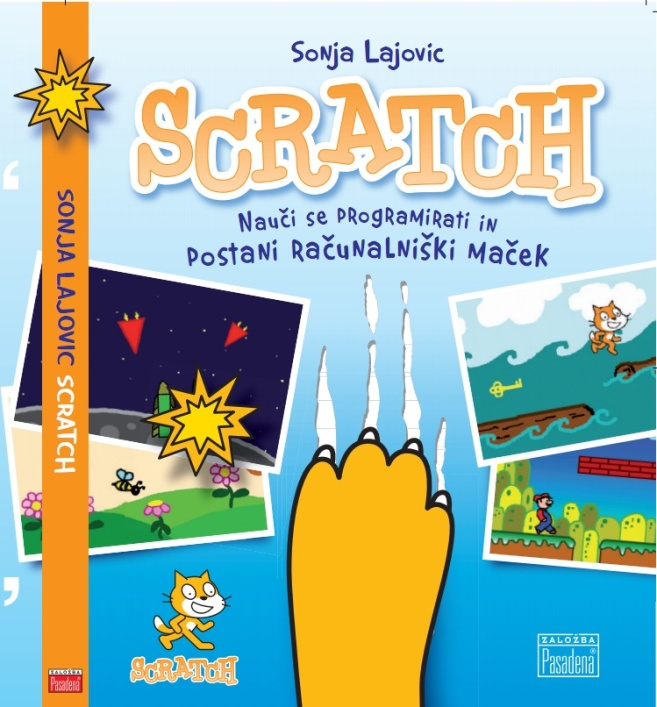 Sonja Lajovic
SCRATCH
Nauči se programirati in
postani računalniški maček
SONJA LAJOVIC SCRATCH
SCRATCH
ZALOŽBA
Pasadena®
ZALOŽBA
Pasadena®